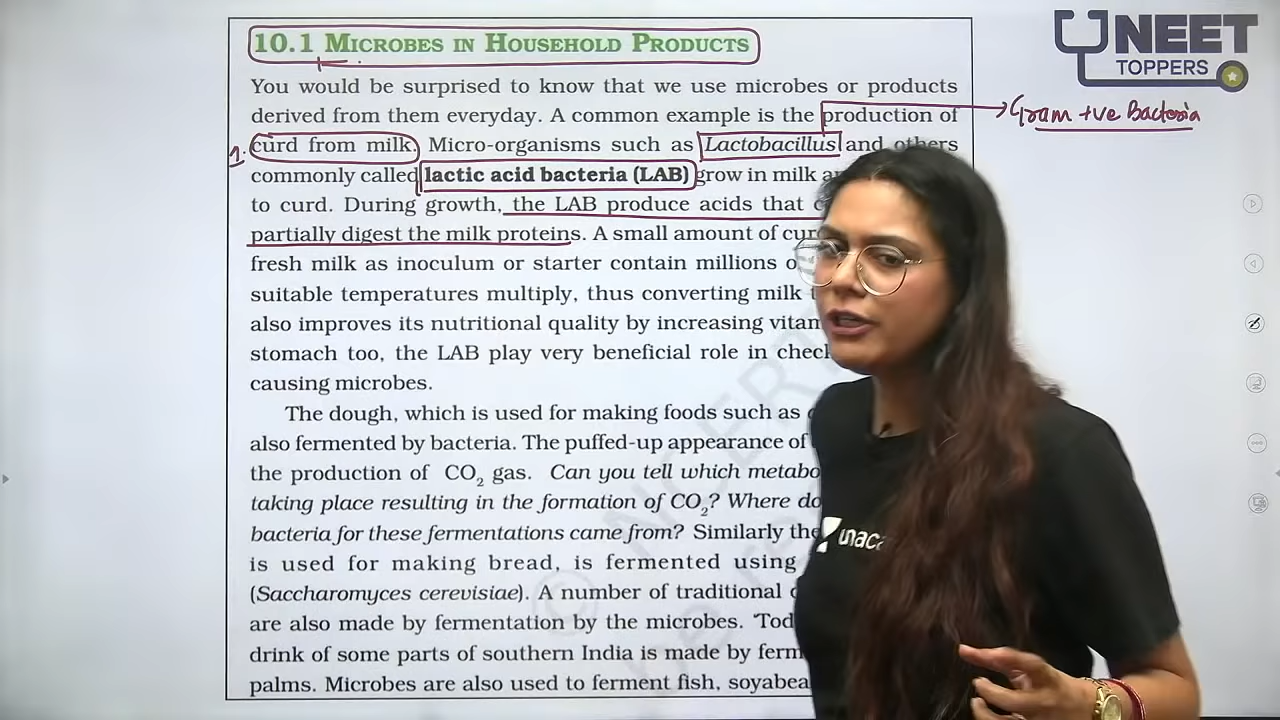 10.1 MICROBES IN HOUSEHOLD PRODUCTS
You would be surprised to know that we use microbes or products
derived from them everyday. A common example is the production of
1. curd from milk. Micro-organisms such as Lactobacillus and others
commonly called lactic acid bacteria (LAB) grow in milk
to curd. During growth, the LAB produce acids that
partially digest the milk proteins. A small amount of
fresh milk as inoculum or starter contain millions
suitable temperatures multiply, thus converting milk
also improves its nutritional quality by increasing
stomach too, the LAB play very beneficial role in
causing microbes.
The dough, which is used for making foods such as
also fermented by bacteria. The puffed-up appearance of
the production of CO₂ gas. Can you tell which
taking place resulting in the formation of CO₂? Where do
bacteria for these fermentations came from? Similarly the
is used for making bread, is fermented using
(Saccharomyces cerevisiae). A number of traditional
are also made by fermentation by the microbes.
drink of some parts of southern India is made by
palms. Microbes are also used to ferment fish,
Gram +ve Bacteria
UNEET
TOPPERS